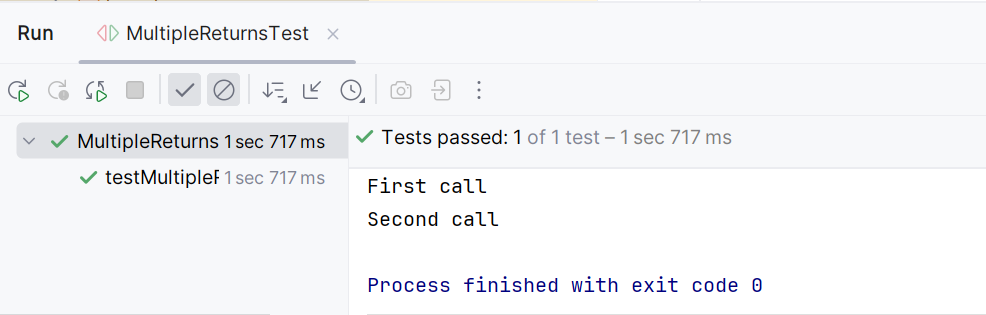 Run MultipleReturnsTest
MultipleReturns 1 sec 717 ms
Tests passed: 1 of 1 test – 1 sec 717 ms
testMultiple 1 sec 717 ms
First call
Second call
Process finished with exit code 0